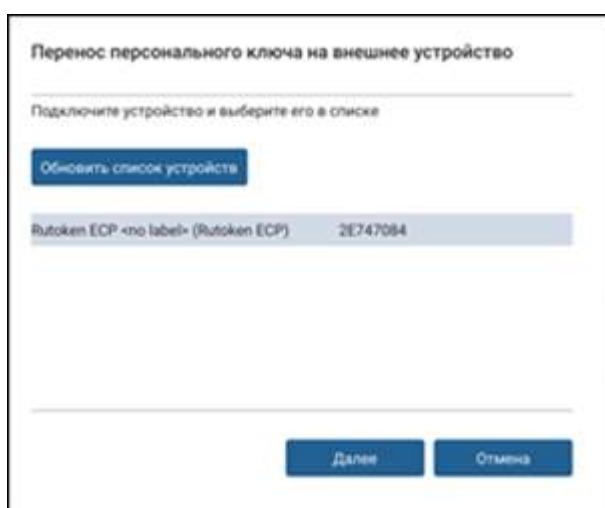 Перенос персонального ключа на внешнее устройство
Подключите устройство и выберите его в списке
Обновить список устройств
Rutoken ECP <no label> (Rutoken ECP) 2E747084
Далее Отмена